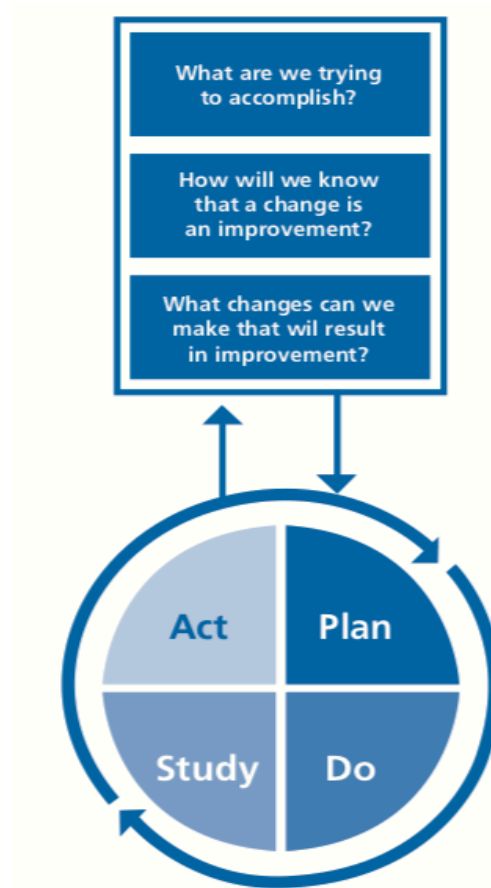 What are we trying
to accomplish?
How will we know
that a change is
an improvement?
What changes can we
make that wil result
in improvement?
Act
Plan
Study
Do